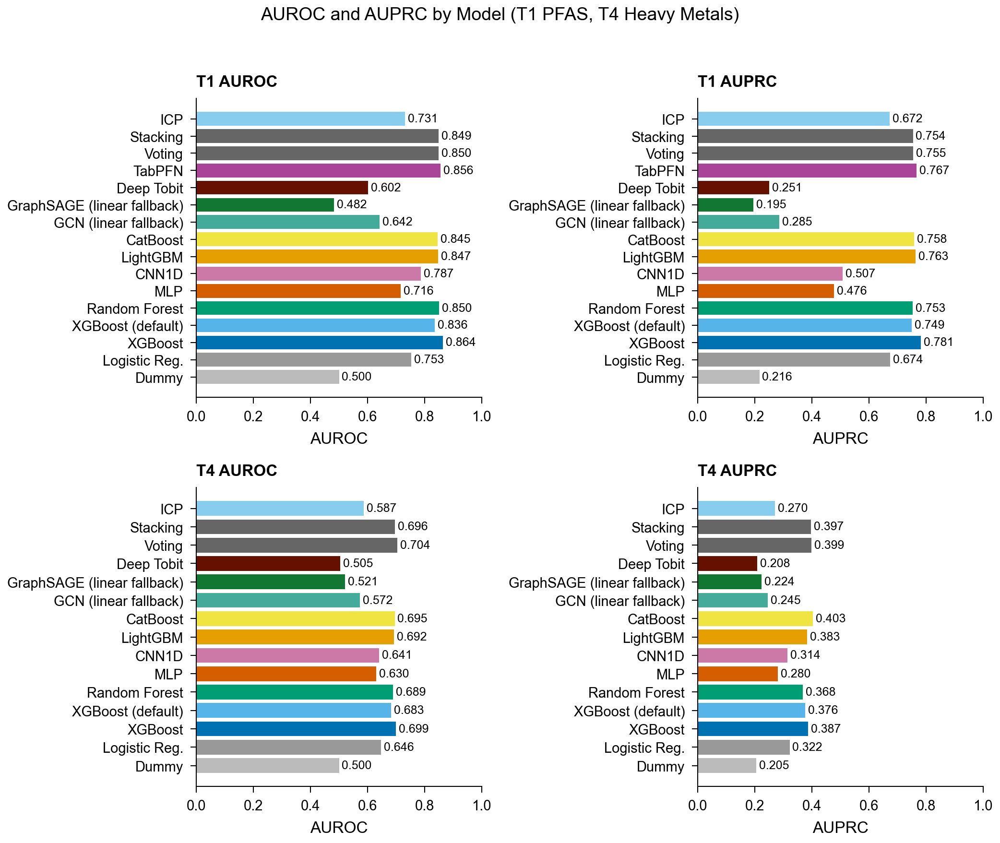 AUROC and AUPRC by Model (T1 PFAS, T4 Heavy Metals)
T1 AUROC
ICP 0.731
Stacking 0.849
Voting 0.850
TabPFN 0.856
Deep Tobit 0.602
GraphSAGE (linear fallback) 0.482
GCN (linear fallback) 0.642
CatBoost 0.845
LightGBM 0.847
CNN1D 0.787
MLP 0.716
Random Forest 0.850
XGBoost (default) 0.836
XGBoost 0.864
Logistic Reg. 0.753
Dummy 0.500
0.0 0.2 0.4 0.6 0.8 1.0
AUROC
T1 AUPRC
ICP 0.672
Stacking 0.754
Voting 0.755
TabPFN 0.767
Deep Tobit 0.251
GraphSAGE (linear fallback) 0.195
GCN (linear fallback) 0.285
CatBoost 0.758
LightGBM 0.763
CNN1D 0.507
MLP 0.476
Random Forest 0.753
XGBoost (default) 0.749
XGBoost 0.781
Logistic Reg. 0.674
Dummy 0.216
0.0 0.2 0.4 0.6 0.8 1.0
AUPRC
T4 AUROC
ICP 0.587
Stacking 0.696
Voting 0.704
Deep Tobit 0.505
GraphSAGE (linear fallback) 0.521
GCN (linear fallback) 0.572
CatBoost 0.695
LightGBM 0.692
CNN1D 0.641
MLP 0.630
Random Forest 0.689
XGBoost (default) 0.683
XGBoost 0.699
Logistic Reg. 0.646
Dummy 0.500
0.0 0.2 0.4 0.6 0.8 1.0
AUROC
T4 AUPRC
ICP 0.270
Stacking 0.397
Voting 0.399
Deep Tobit 0.208
GraphSAGE (linear fallback) 0.224
GCN (linear fallback) 0.245
CatBoost 0.403
LightGBM 0.383
CNN1D 0.314
MLP 0.280
Random Forest 0.368
XGBoost (default) 0.376
XGBoost 0.387
Logistic Reg. 0.322
Dummy 0.205
0.0 0.2 0.4 0.6 0.8 1.0
AUPRC